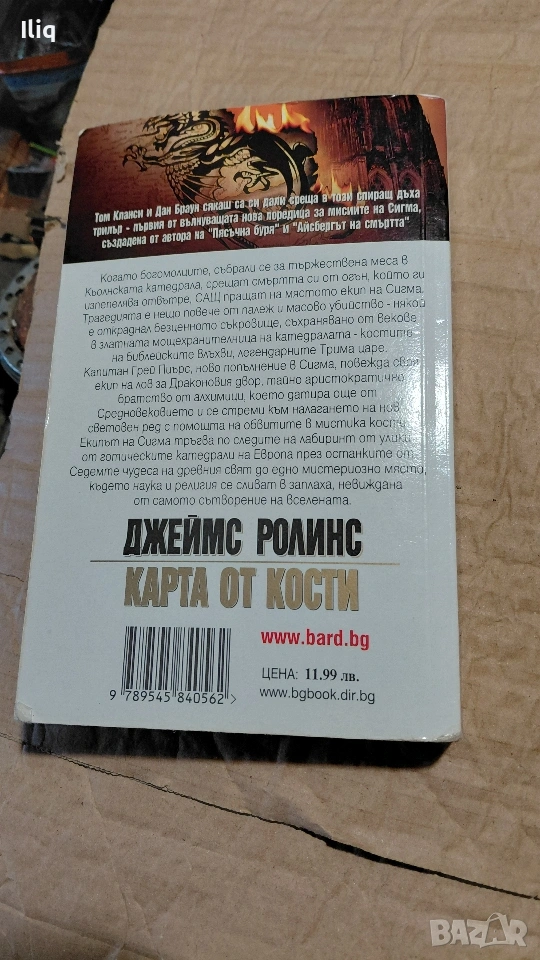 Iliq
Том Кланси и Дан Браун сякаш са си дали среща в този спиращ дъха
трилър - първия от вълнуващата нова поредица за мисиите на Сигма,
създадена от автора на "Пясъчна буря" и "Айсбергът на смъртта"
Когато богомолците, събрали се за тържествена меса в
Кьолнската катедрала, срещат смъртта си от огън, който ги
изпепелява отвътре, САЩ пращат на мястото екип на Сигма.
Трагедията е нещо повече от палеж и масово убийство - някой
е откраднал безценното съкровище, съхранявано от векове
в златната мощехранителница на катедралата - костите
на библейските влъхви, легендарните Трима царе.
Капитан Грей Пиърс, ново попълнение в Сигма, повежда своя
екип на лов за Драконовия двор, тайно аристократично
братство от алхимици, което датира още от
Средновековието и се стреми към налагането на нов
световен ред с помощта на обвитите в мистика кости.
Екипът на Сигма тръгва по следите на лабиринт от улики
от готическите катедрали на Европа през останките от
Седемте чудеса на древния свят до едно мистериозно място,
където наука и религия се сливат в заплаха, невиждана
от самото сътворение на вселената.
ДЖЕЙМС РОЛИНС
КАРТА ОТ КОСТИ
www.bard.bg
ЦЕНА: 11.99 лв.
www.bgbook.dir.bg
9 789545 840562 >
BAZAR